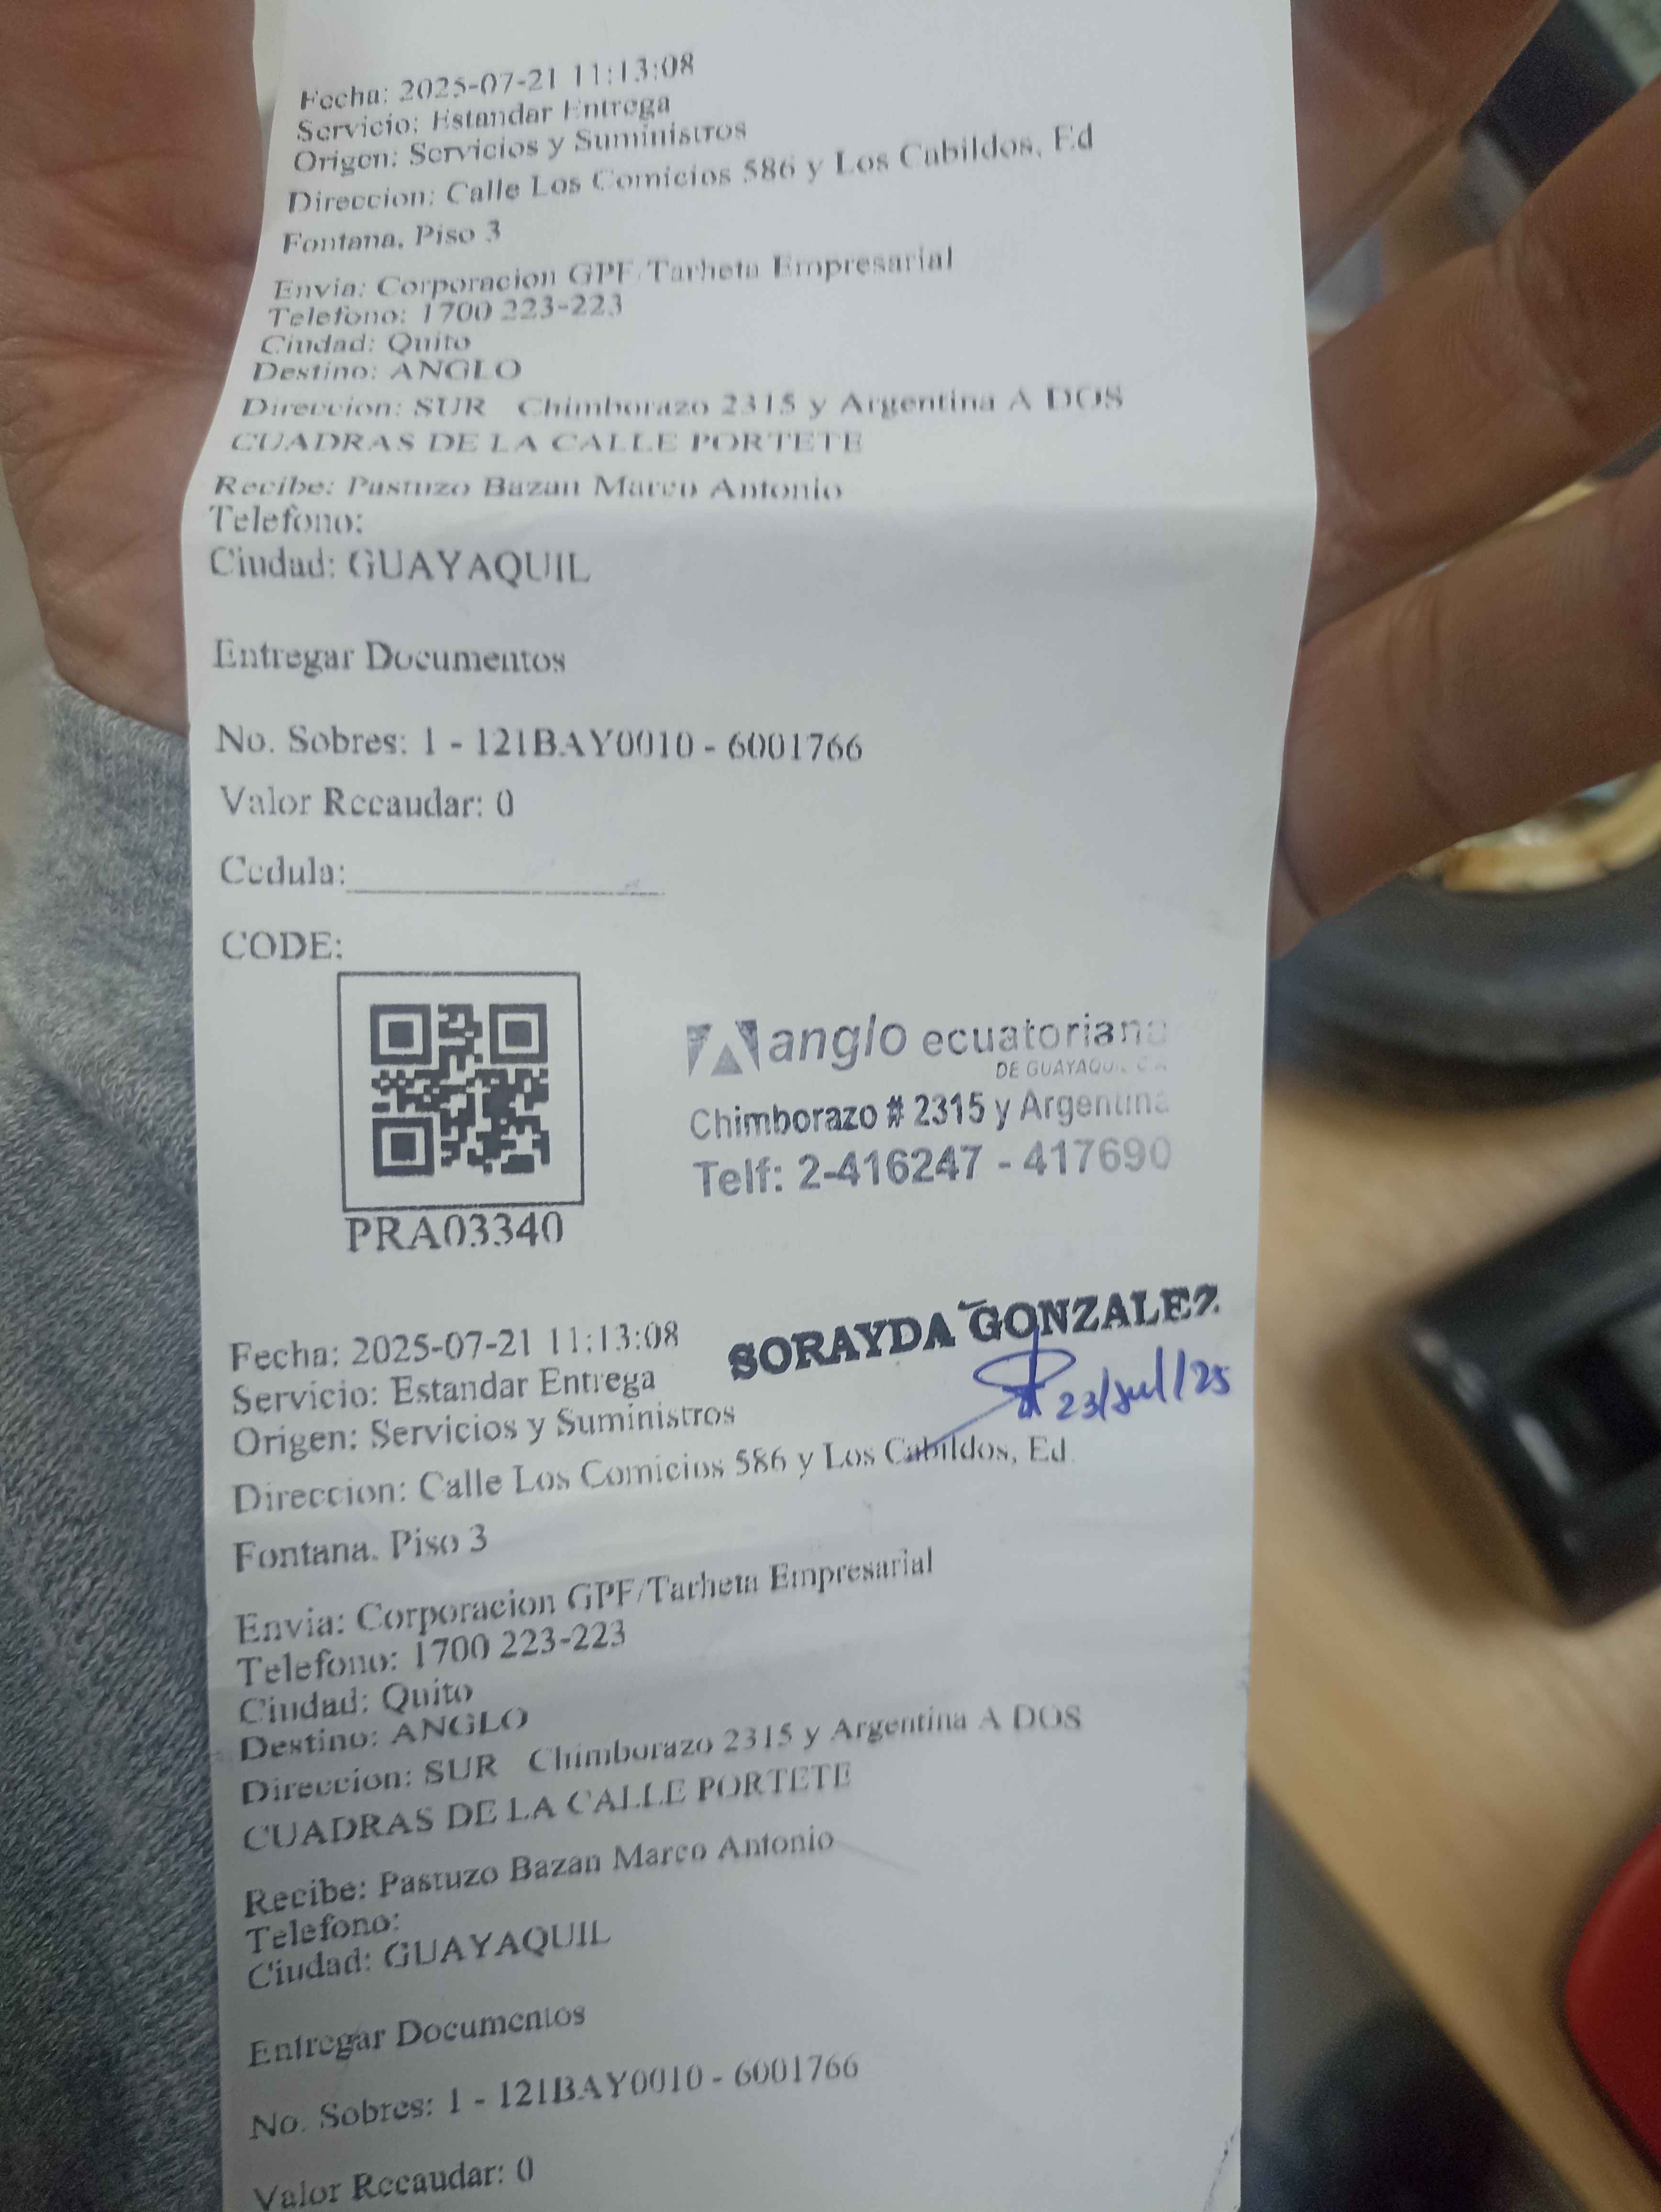 Fecha: 2025-07-21 11:13:08
Servicio: Estandar Entrega
Origen: Servicios y Suministros
Direccion: Calle Los Comicios 586 y Los Cabildos, Ed
Fontana, Piso 3
Envia: Corporacion GPF/Tarheta Empresarial
Telefono: 1700 223-223
Ciudad: Quito
Destino: ANGLO
Direccion: SUR Chimborazo 2315 y Argentina A DOS
CUADRAS DE LA CALLE PORTETE
Recibe: Pastuzo Bazan Marco Antonio
Telefono:
Ciudad: GUAYAQUIL
Entregar Documentos
No. Sobres: 1 - 121BAY0010 - 6001766
Valor Recaudar: 0
Cedula:
CODE:
PRA03340
anglo ecuatoriana
DE GUAYAQUIL C.A.
Chimborazo # 2315 y Argentina
Telf: 2-416247 - 417690
SORAYDA GONZALEZ
23/Jul/25
Fecha: 2025-07-21 11:13:08
Servicio: Estandar Entrega
Origen: Servicios y Suministros
Direccion: Calle Los Comicios 586 y Los Cabildos, Ed
Fontana, Piso 3
Envia: Corporacion GPF/Tarheta Empresarial
Telefono: 1700 223-223
Ciudad: Quito
Destino: ANGLO
Direccion: SUR Chimborazo 2315 y Argentina A DOS
CUADRAS DE LA CALLE PORTETE
Recibe: Pastuzo Bazan Marco Antonio
Telefono:
Ciudad: GUAYAQUIL
Entregar Documentos
No. Sobres: 1 - 121BAY0010 - 6001766
Valor Recaudar: 0